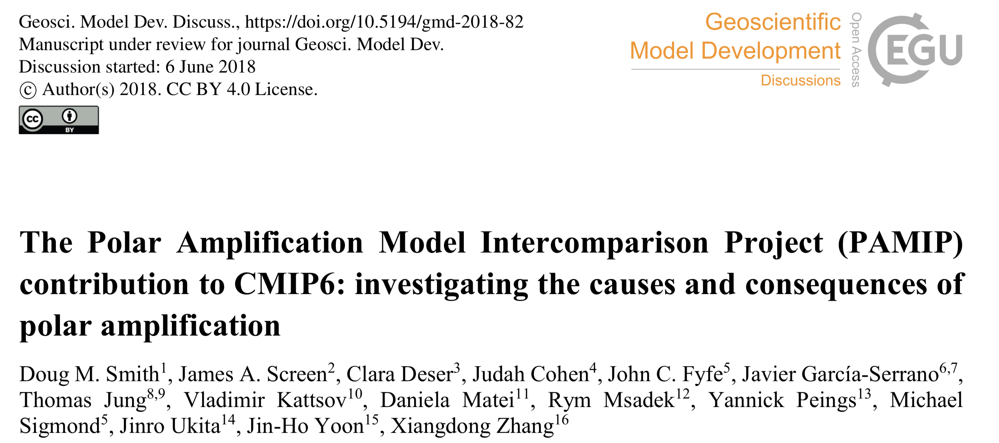 Geosci. Model Dev. Discuss., https://doi.org/10.5194/gmd-2018-82
Manuscript under review for journal Geosci. Model Dev.
Discussion started: 6 June 2018
© Author(s) 2018. CC BY 4.0 License.
cc
BY
Geoscientific
Model Development
Discussions
Open Access
EGU
The Polar Amplification Model Intercomparison Project (PAMIP)
contribution to CMIP6: investigating the causes and consequences of
polar amplification
Doug M. Smith¹, James A. Screen², Clara Deser³, Judah Cohen⁴, John C. Fyfe⁵, Javier García-Serrano⁶,⁷,
Thomas Jung⁸,⁹, Vladimir Kattsov¹⁰, Daniela Matei¹¹, Rym Msadek¹², Yannick Peings¹³, Michael
Sigmond⁵, Jinro Ukita¹⁴, Jin-Ho Yoon¹⁵, Xiangdong Zhang¹⁶